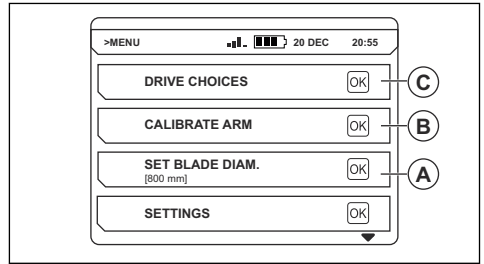 >MENU 20 DEC 20:55
DRIVE CHOICES OK C
CALIBRATE ARM OK B
SET BLADE DIAM. OK A
[800 mm]
SETTINGS OK